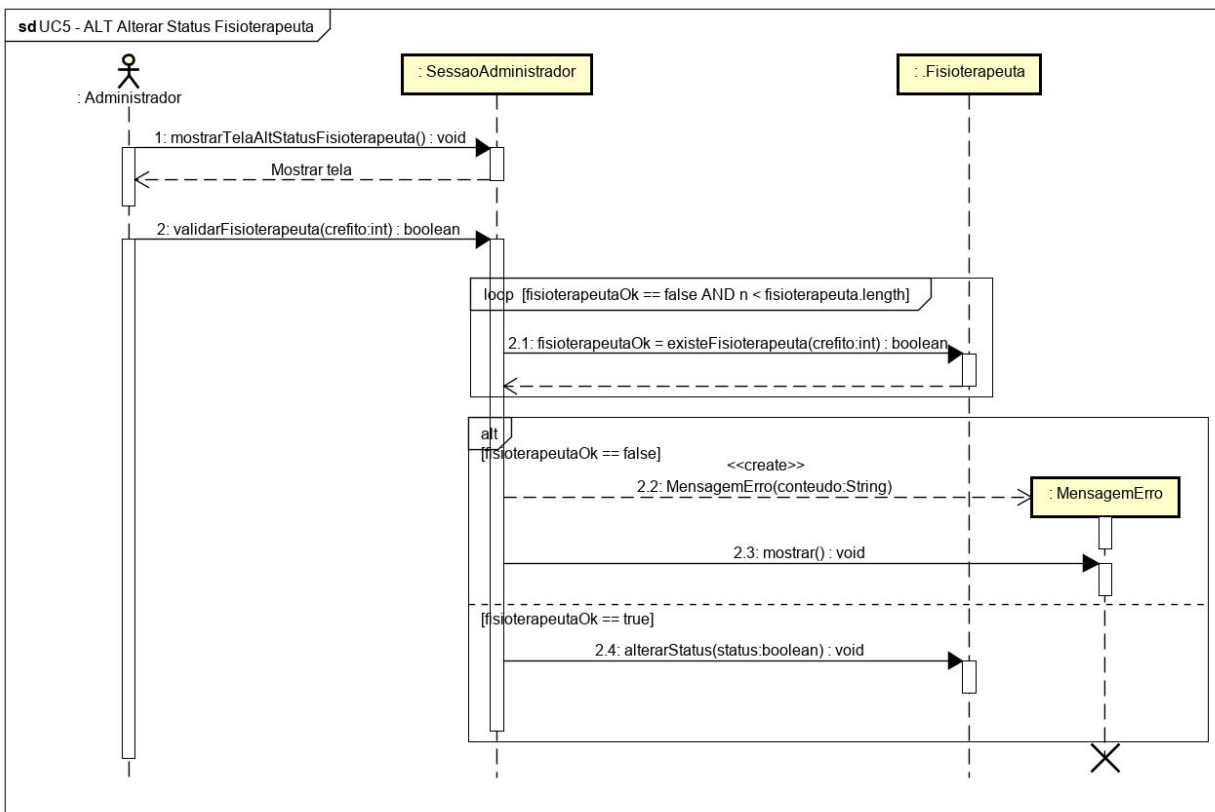 sd UC5 - ALT Alterar Status Fisioterapeuta
: Administrador
: SessaoAdministrador
: .Fisioterapeuta
1: mostrarTelaAltStatusFisioterapeuta() : void
Mostrar tela
2: validarFisioterapeuta(crefito:int) : boolean
loop [fisioterapeutaOk == false AND n < fisioterapeuta.length]
2.1: fisioterapeutaOk = existeFisioterapeuta(crefito:int) : boolean
alt
[fisioterapeutaOk == false]
<<create>>
2.2: MensagemErro(conteudo:String)
: MensagemErro
2.3: mostrar() : void
[fisioterapeutaOk == true]
2.4: alterarStatus(status:boolean) : void